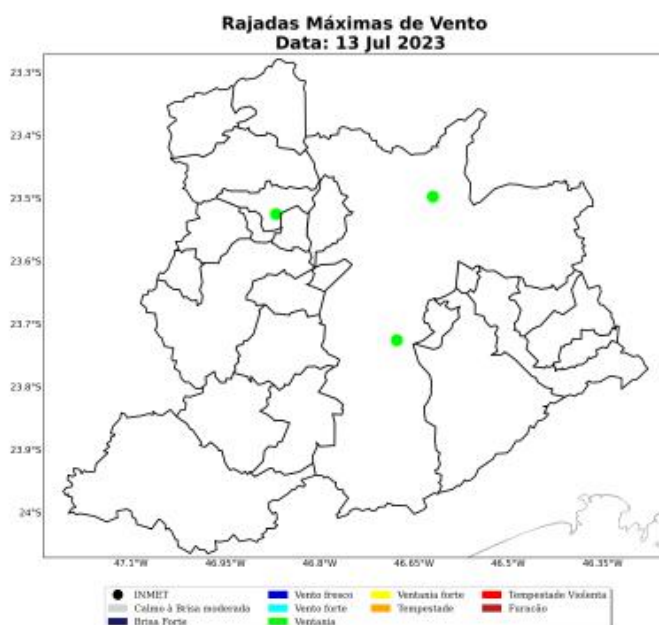 Rajadas Máximas de Vento
Data: 13 Jul 2023
23.3°S
23.4°S
23.5°S
23.6°S
23.7°S
23.8°S
23.9°S
24°S
47.1°W 46.95°W 46.8°W 46.65°W 46.5°W 46.35°W
INMET Vento fresco Ventania forte Tempestade Violenta
Calmo à Brisa moderada Vento forte Tempestade Furacão
Brisa Forte Ventania